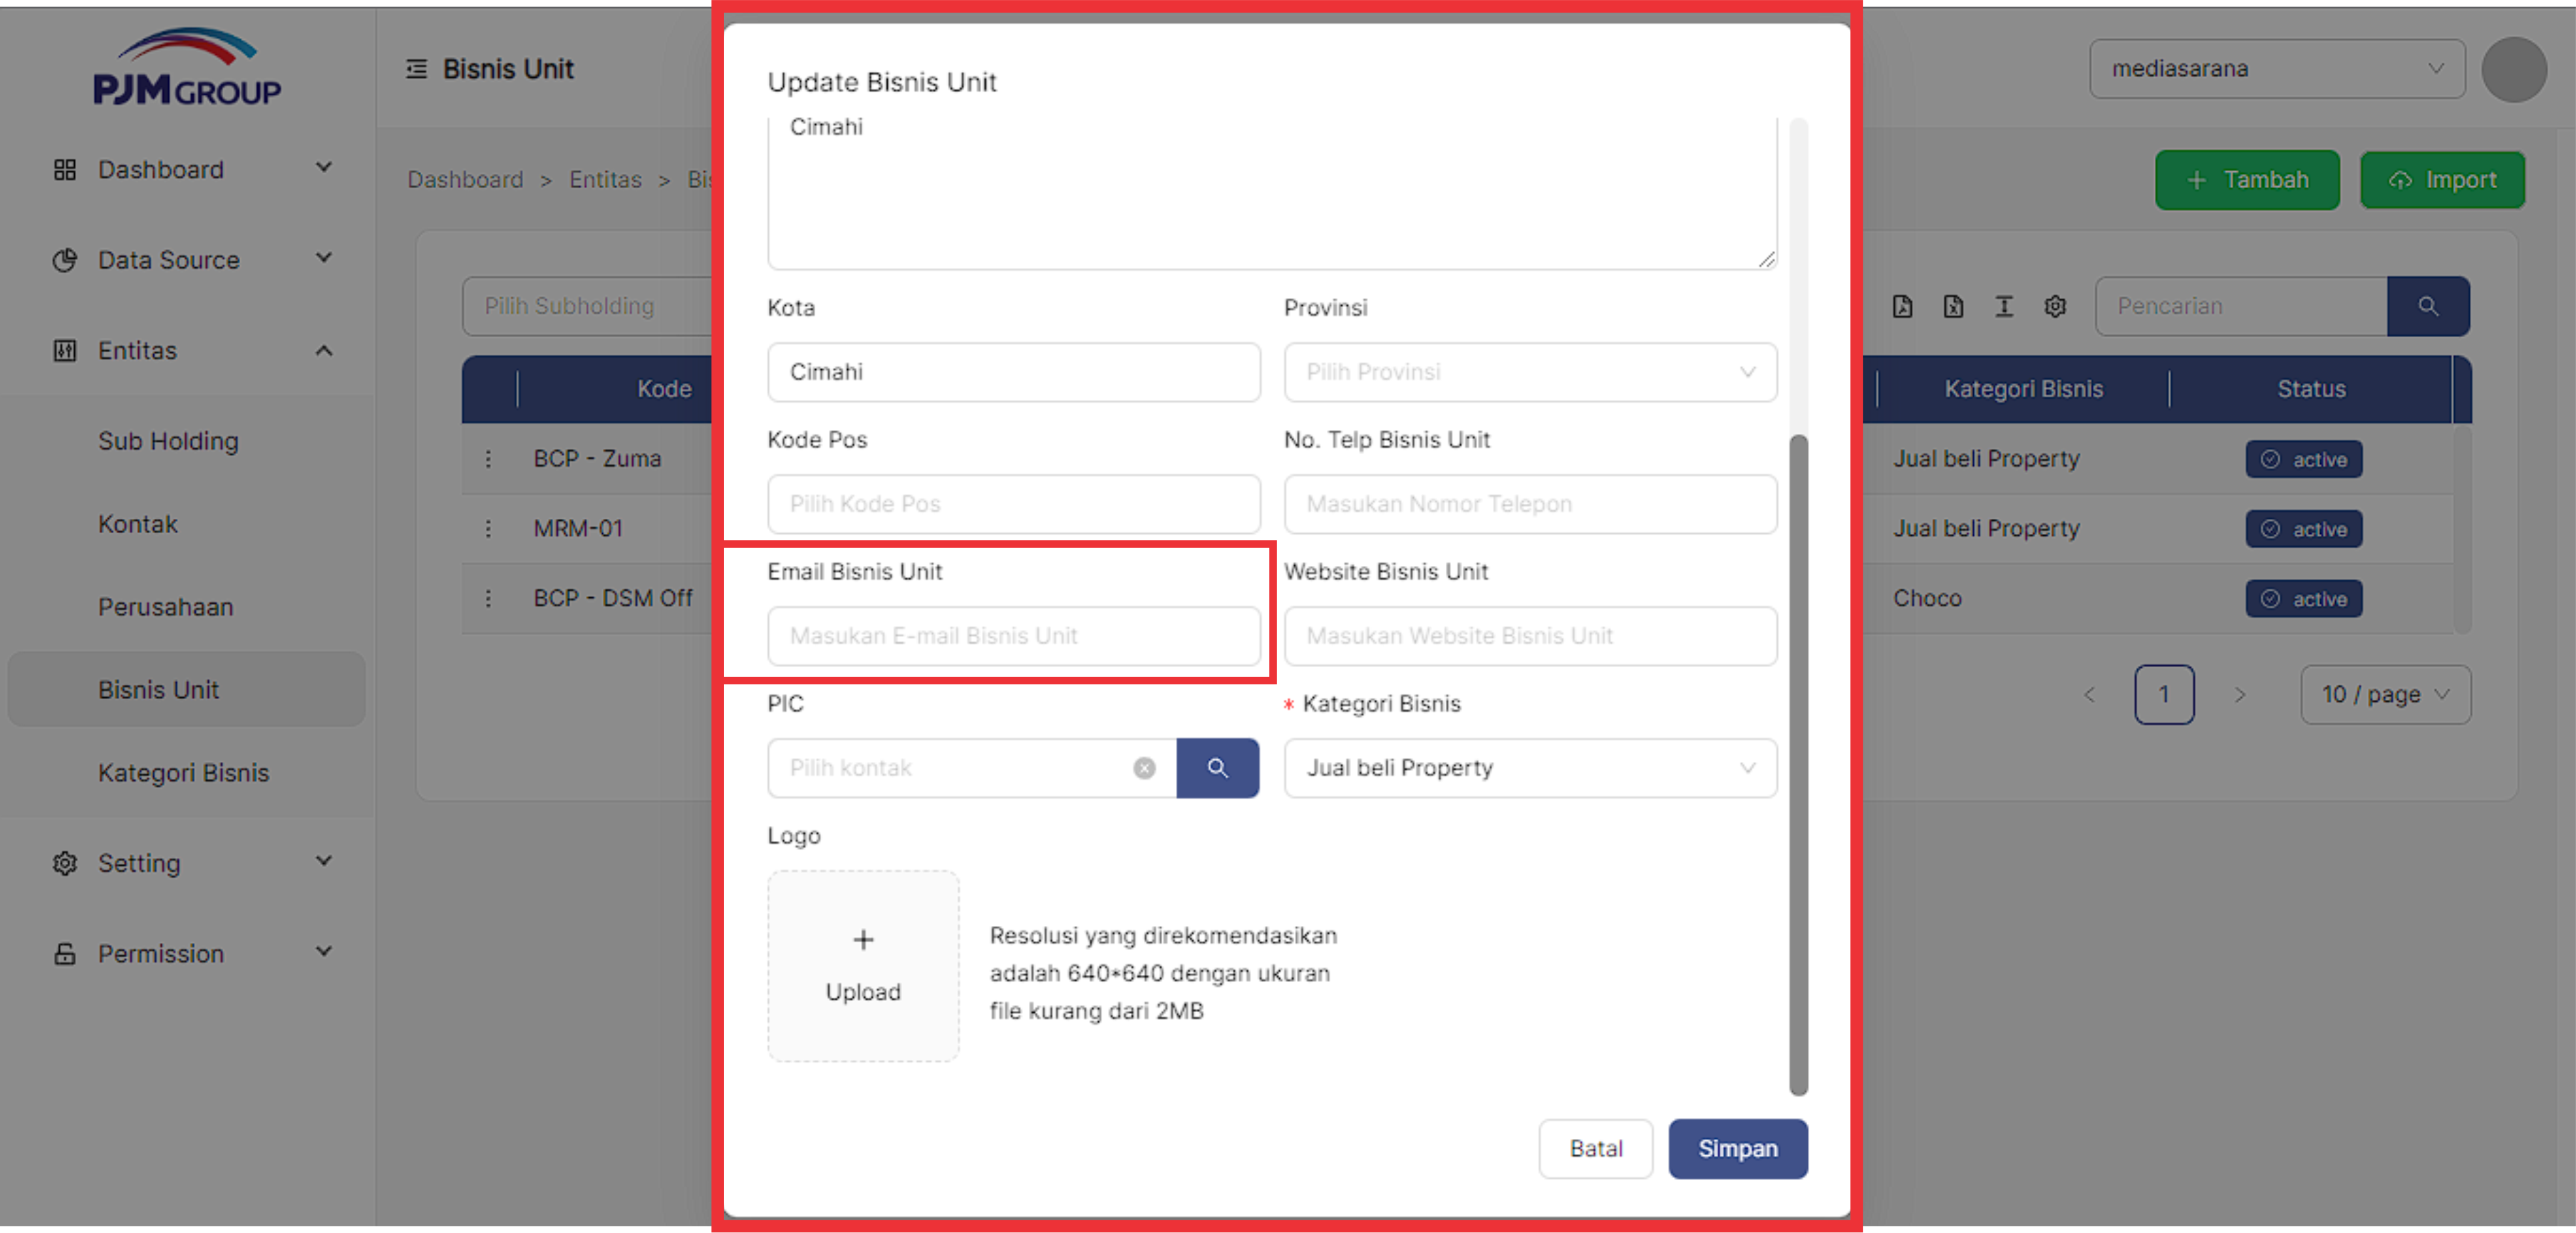 PJM GROUP
Dashboard
Data Source
Entitas
Sub Holding
Kontak
Perusahaan
Bisnis Unit
Kategori Bisnis
Setting
Permission
Bisnis Unit
mediasarana
Dashboard > Entitas > Bis
+ Tambah
Import
Pilih Subholding
Pencarian
Kode
Kategori Bisnis
Status
BCP - Zuma
Jual beli Property
active
MRM-01
Jual beli Property
active
BCP - DSM Off
Choco
active
< 1 >
10 / page
Update Bisnis Unit
Cimahi
Kota
Provinsi
Cimahi
Pilih Provinsi
Kode Pos
No. Telp Bisnis Unit
Pilih Kode Pos
Masukan Nomor Telepon
Email Bisnis Unit
Website Bisnis Unit
Masukan E-mail Bisnis Unit
Masukan Website Bisnis Unit
PIC
* Kategori Bisnis
Pilih kontak
Jual beli Property
Logo
+
Upload
Resolusi yang direkomendasikan
adalah 640*640 dengan ukuran
file kurang dari 2MB
Batal
Simpan